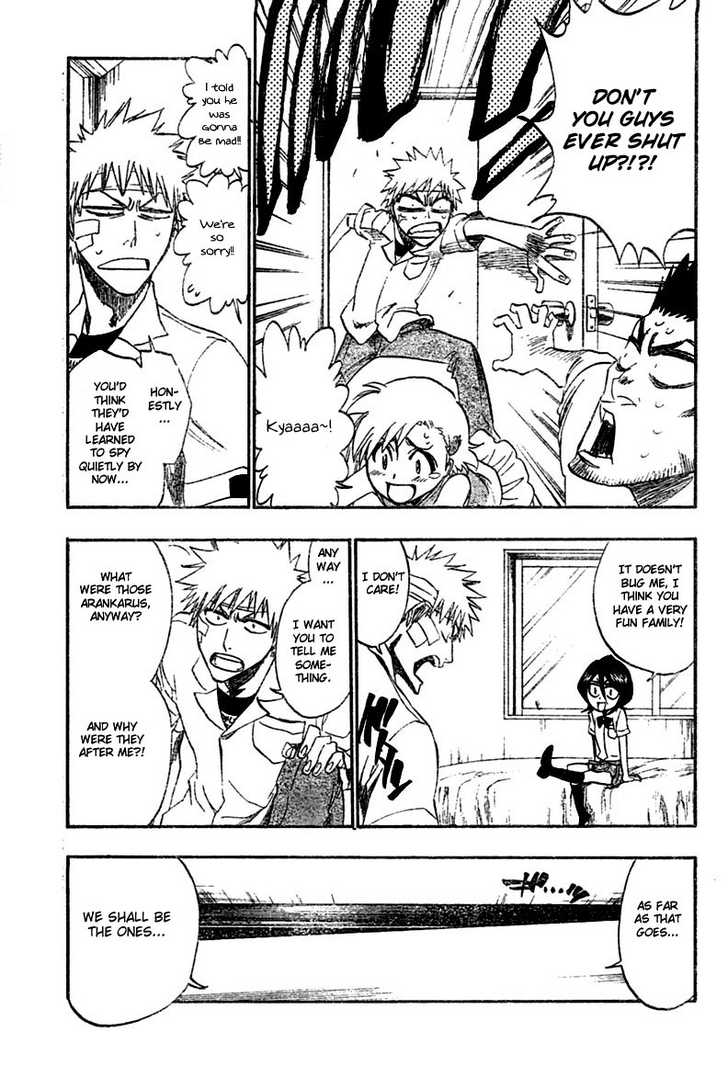 DON'T
YOU GUYS
EVER SHUT
UP?!?!
Kyaaaa~!
I told
you he
was
Gonna
be mad!!
We're
so
sorry!!
HON-
ESTLY
...
YOU'D
THINK
THEY'D
HAVE
LEARNED
TO SPY
QUIETLY BY
NOW...
IT DOESN'T
BUG ME, I
THINK YOU
HAVE A VERY
FUN FAMILY!
I DON'T
CARE!
ANY
WAY
...
I WANT
YOU TO
TELL ME
SOME-
THING.
WHAT
WERE THOSE
ARANKARUS,
ANYWAY?
AND WHY
WERE THEY
AFTER ME?!
AS FAR
AS THAT
GOES...
WE SHALL BE
THE ONES...